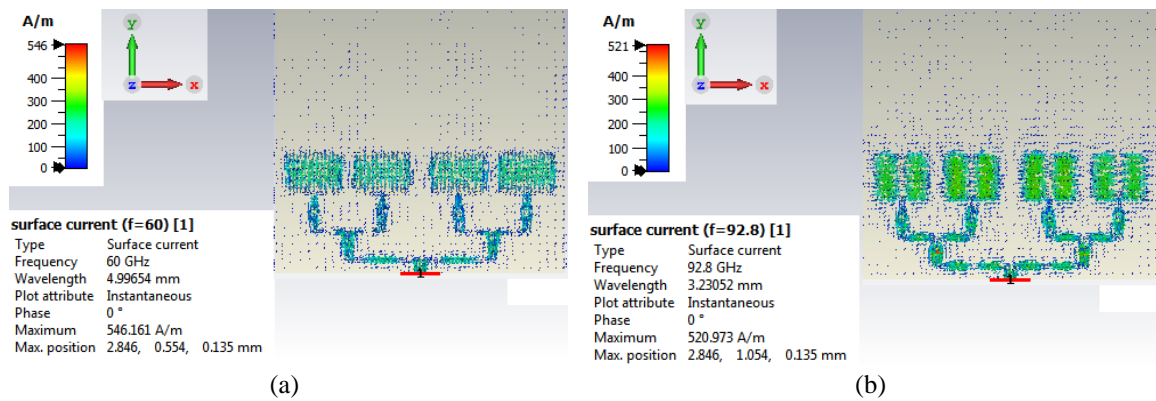 A/m
546
400
300
200
100
0
y
z
x
surface current (f=60) [1]
Type Surface current
Frequency 60 GHz
Wavelength 4.99654 mm
Plot attribute Instantaneous
Phase 0 °
Maximum 546.161 A/m
Max. position 2.846, 0.554, 0.135 mm
1
(a)
A/m
521
400
300
200
100
0
y
z
x
surface current (f=92.8) [1]
Type Surface current
Frequency 92.8 GHz
Wavelength 3.23052 mm
Plot attribute Instantaneous
Phase 0 °
Maximum 520.973 A/m
Max. position 2.846, 1.054, 0.135 mm
1
(b)